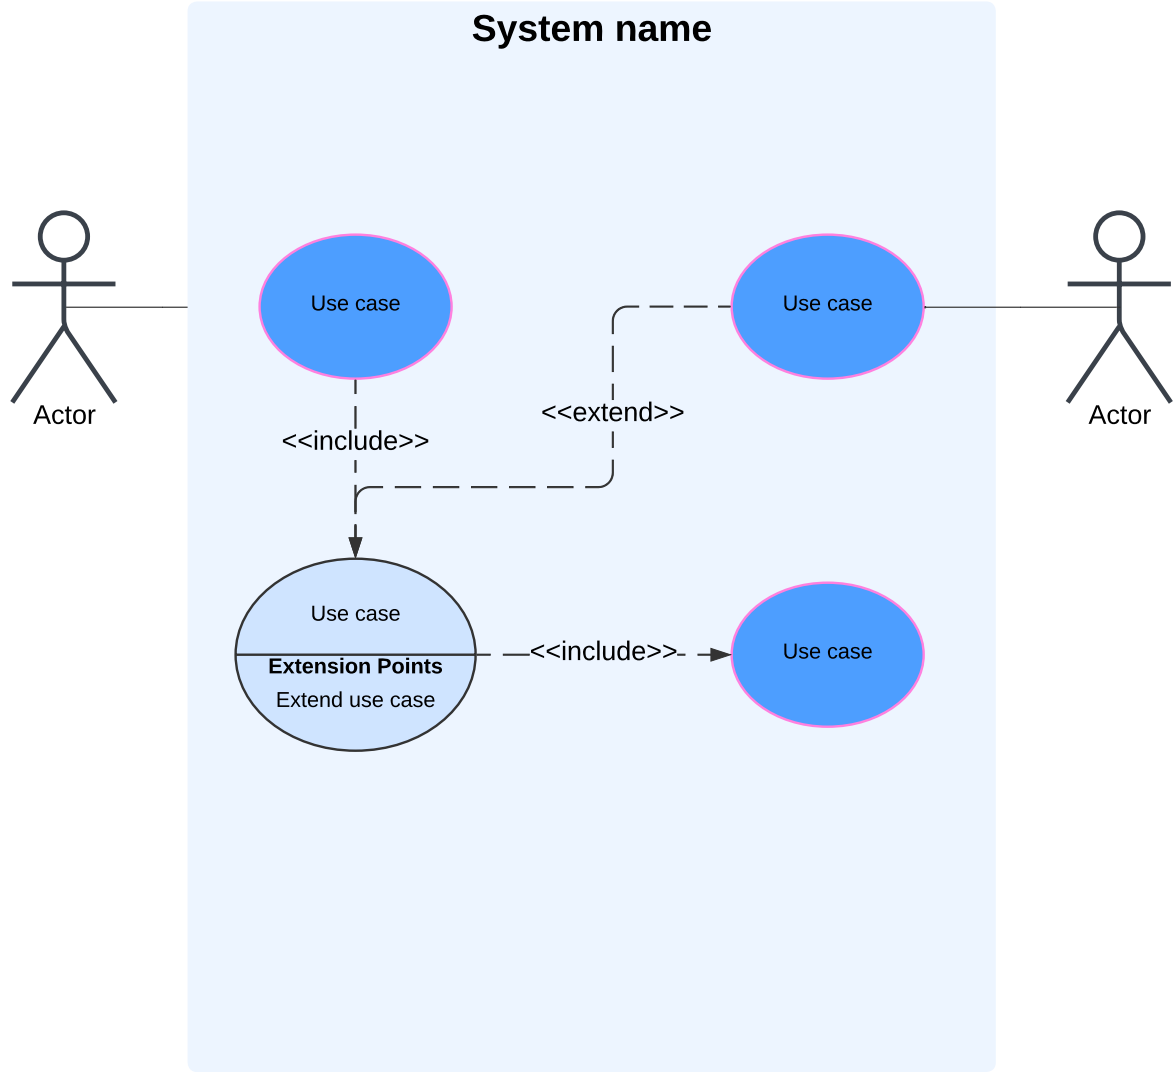 System name
Use case
Use case
Actor
Actor
<<extend>>
<<include>>
Use case
Extension Points
Extend use case
<<include>>
Use case